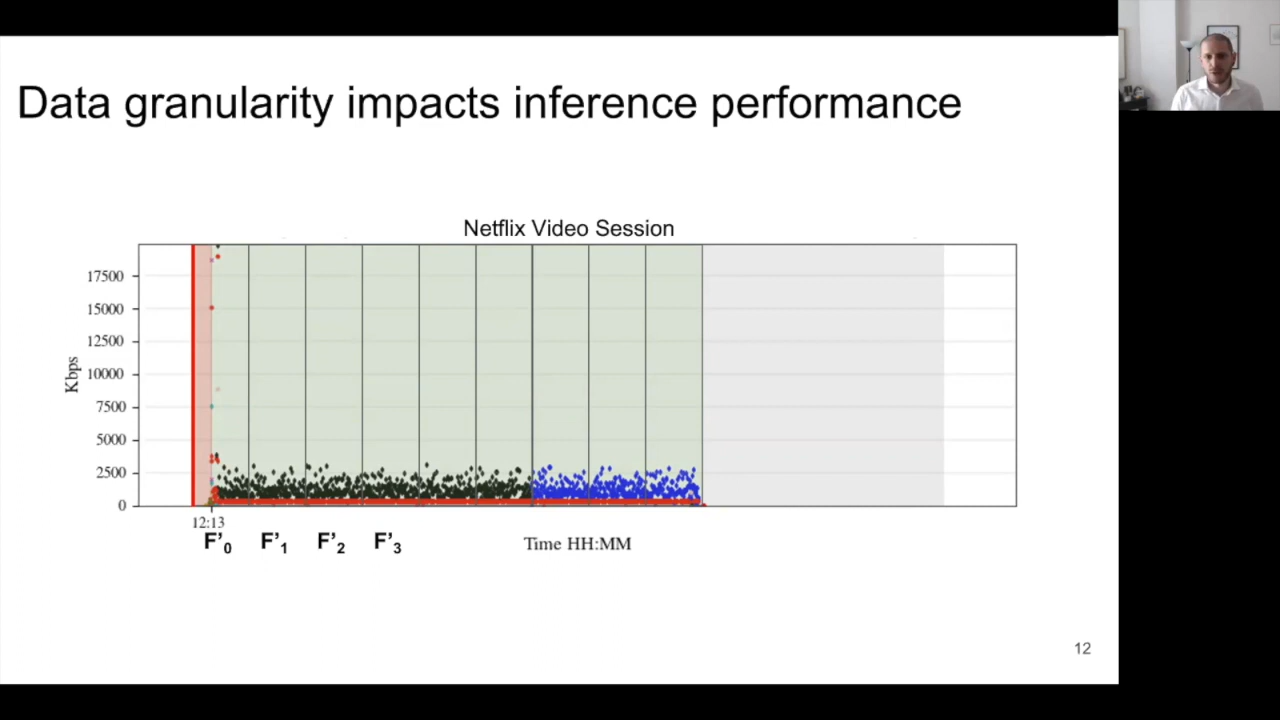 Data granularity impacts inference performance
Netflix Video Session
17500
15000
12500
10000
7500
5000
2500
0
Kbps
12:13
F’0 F’1 F’2 F’3
Time HH:MM
12